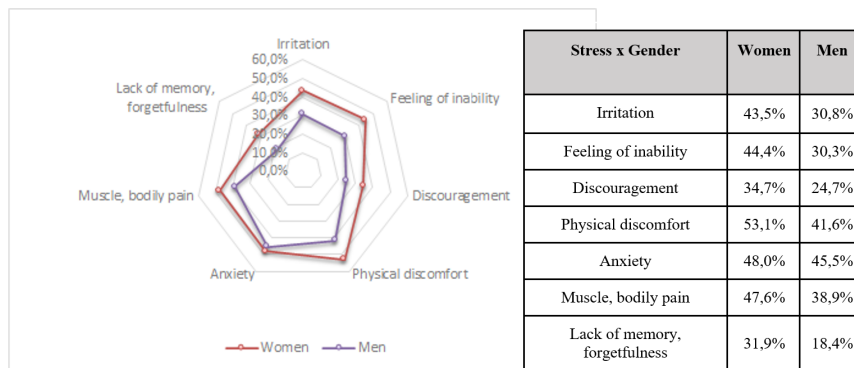 Irritation
60,0%
50,0%
40,0%
30,0%
20,0%
10,0%
0,0%
Lack of memory,
forgetfulness
Feeling of inability
Muscle, bodily pain
Discouragement
Anxiety
Physical discomfort
Women
Men
Stress x Gender Women Men
Irritation 43,5% 30,8%
Feeling of inability 44,4% 30,3%
Discouragement 34,7% 24,7%
Physical discomfort 53,1% 41,6%
Anxiety 48,0% 45,5%
Muscle, bodily pain 47,6% 38,9%
Lack of memory,
forgetfulness 31,9% 18,4%